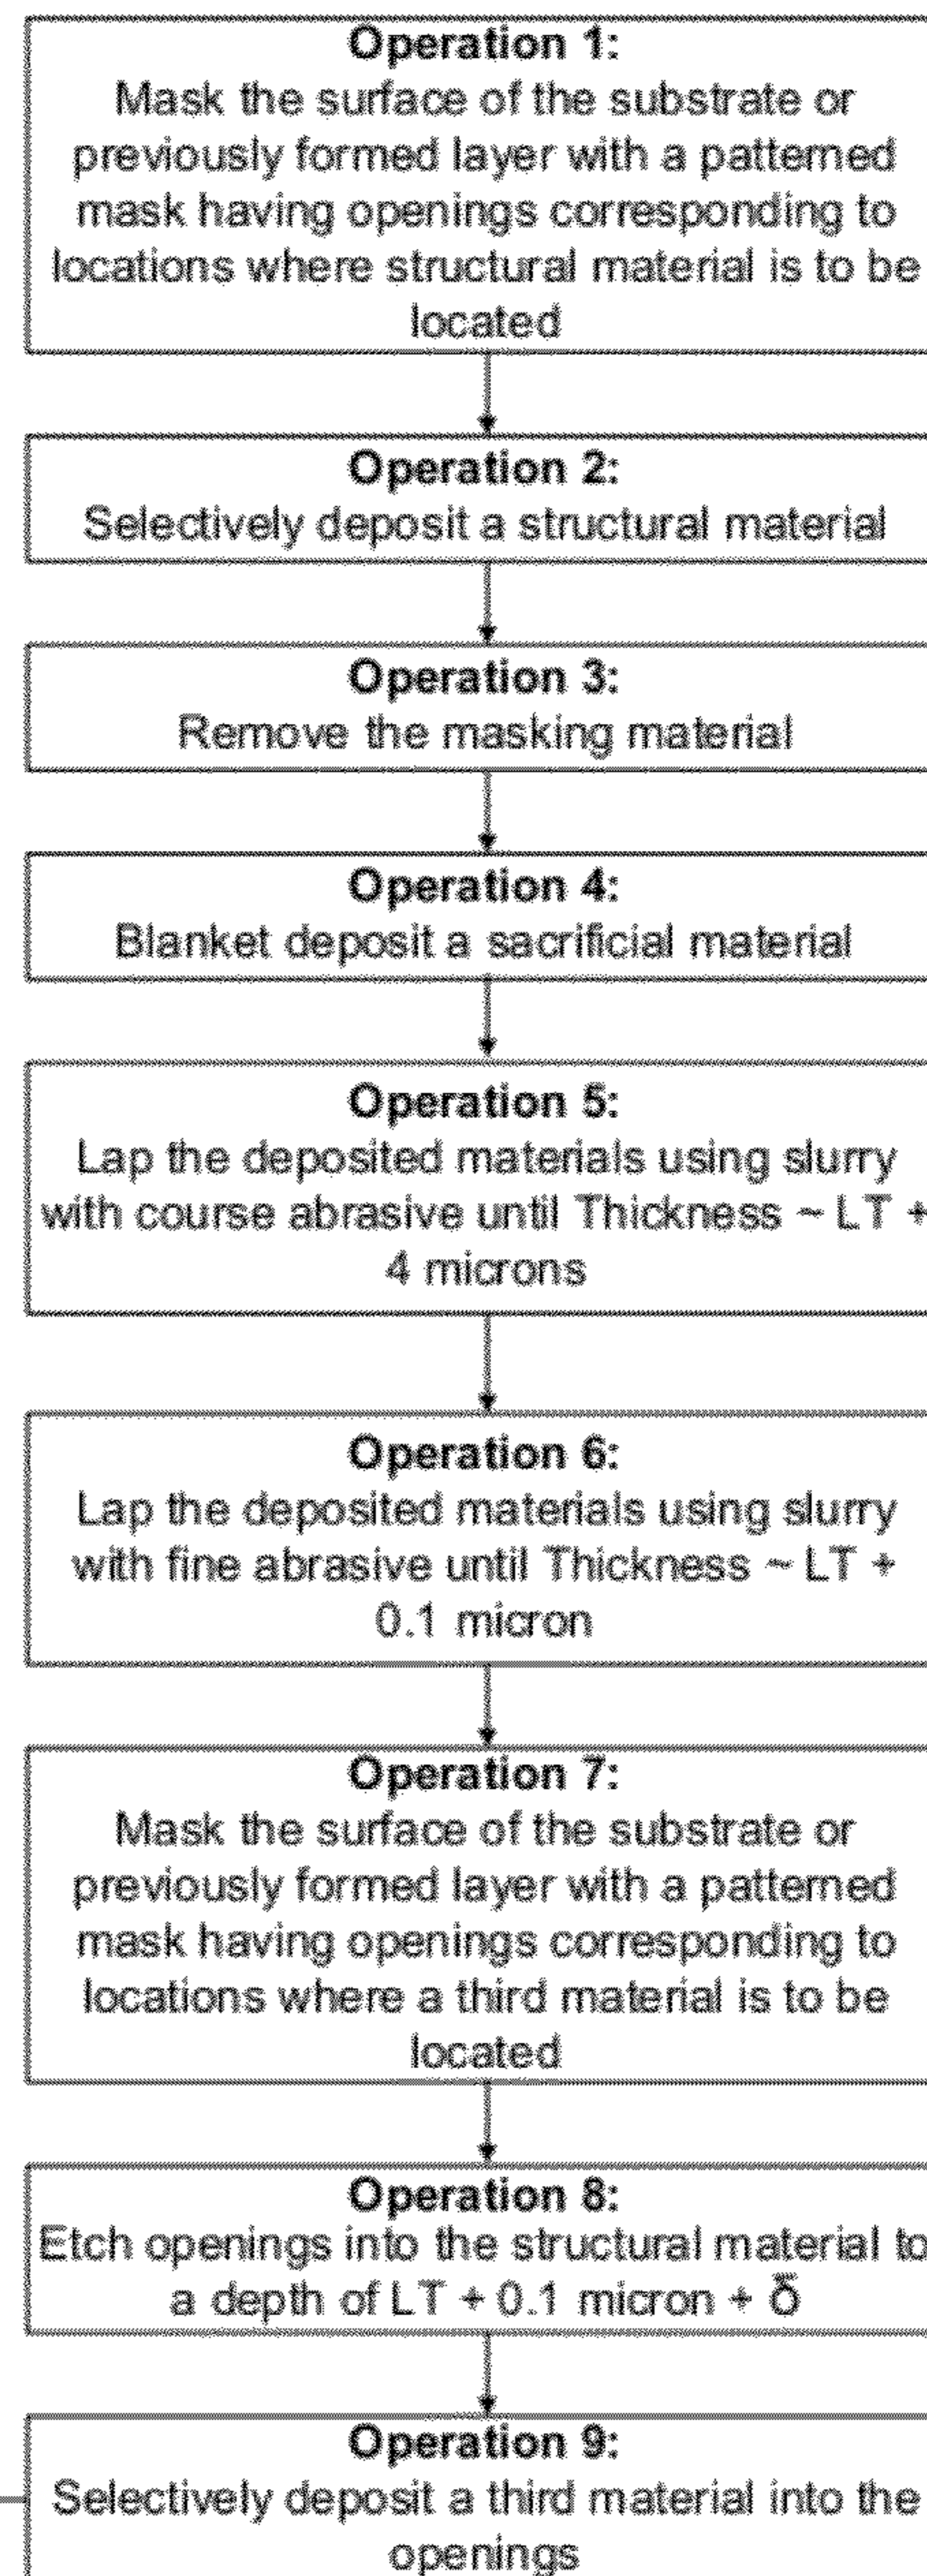 Operation 1:
Mask the surface of the substrate or
previously formed layer with a patterned
mask having openings corresponding to
locations where structural material is to be
located
Operation 2:
Selectively deposit a structural material
Operation 3:
Remove the masking material
Operation 4:
Blanket deposit a sacrificial material
Operation 5:
Lap the deposited materials using slurry
with course abrasive until Thickness ~ LT +
4 microns
Operation 6:
Lap the deposited materials using slurry
with fine abrasive until Thickness ~ LT +
0.1 micron
Operation 7:
Mask the surface of the substrate or
previously formed layer with a patterned
mask having openings corresponding to
locations where a third material is to be
located
Operation 8:
Etch openings into the structural material to
a depth of LT + 0.1 micron + δ
Operation 9:
Selectively deposit a third material into the
openings